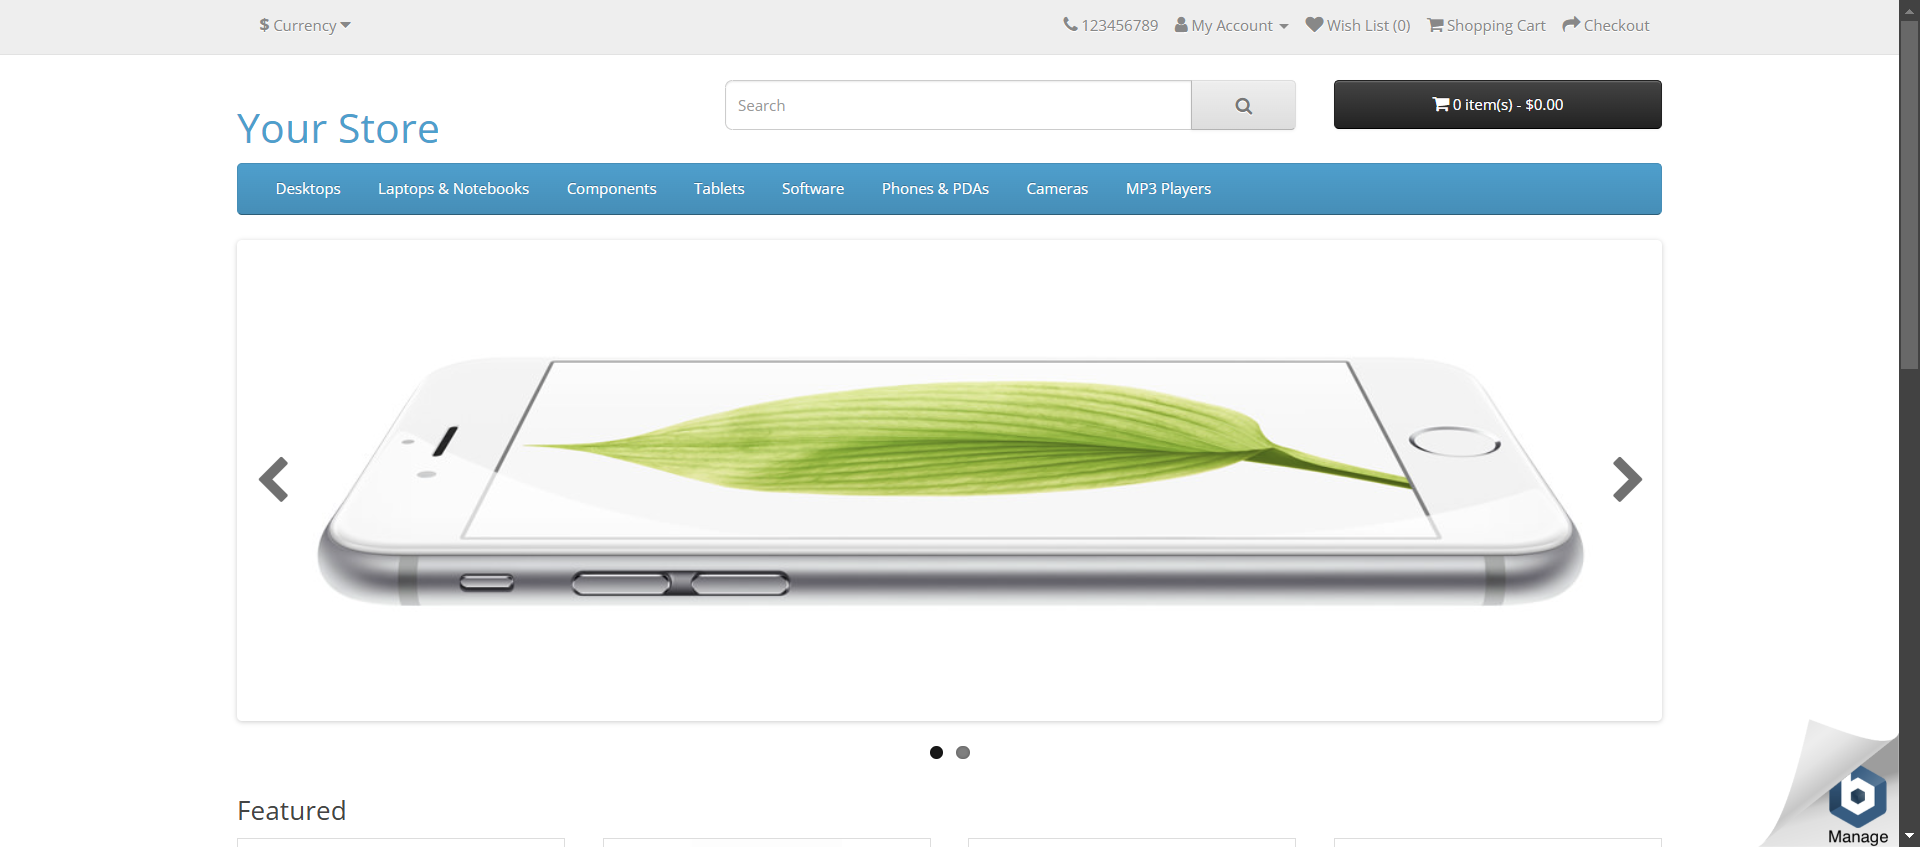 $ Currency
123456789 My Account Wish List (0) Shopping Cart Checkout
Your Store
Search
0 item(s) - $0.00
Desktops Laptops & Notebooks Components Tablets Software Phones & PDAs Cameras MP3 Players
Featured
b
Manage